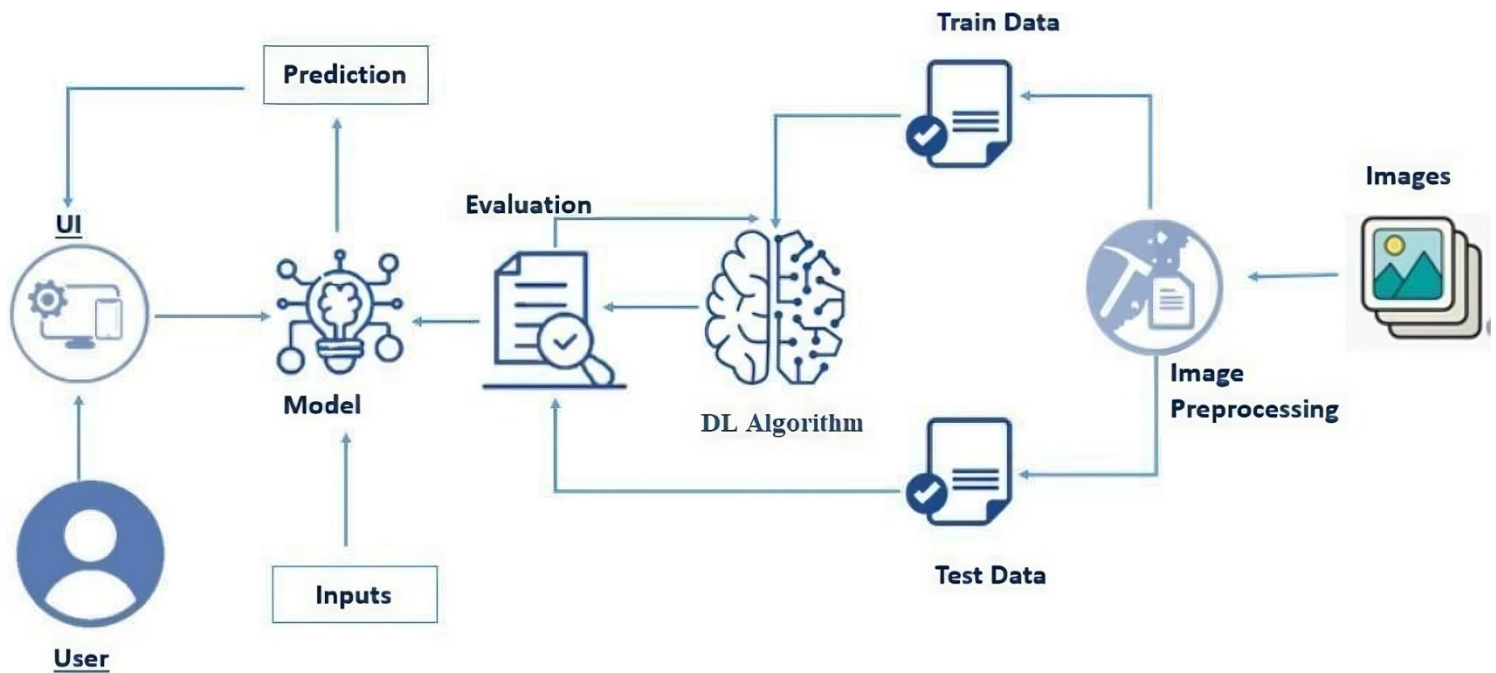 Train Data
Prediction
Images
Evaluation
UI
Image
Preprocessing
Model
DL Algorithm
Test Data
Inputs
User